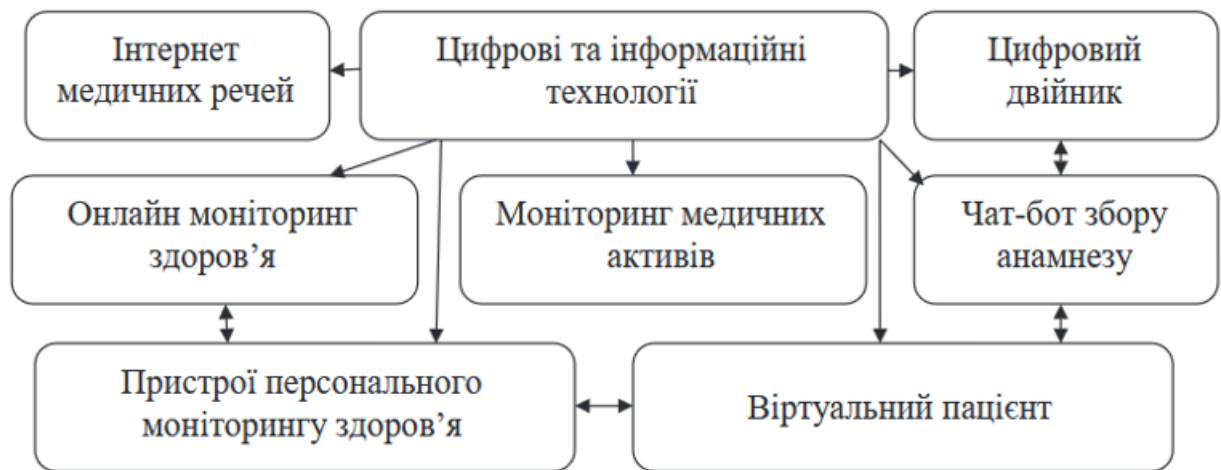 Інтернет
медичних речей
Цифрові та інформаційні
технології
Цифровий
двійник
Онлайн моніторинг
здоров’я
Моніторинг медичних
активів
Чат-бот збору
анамнезу
Пристрої персонального
моніторингу здоров’я
Віртуальний пацієнт